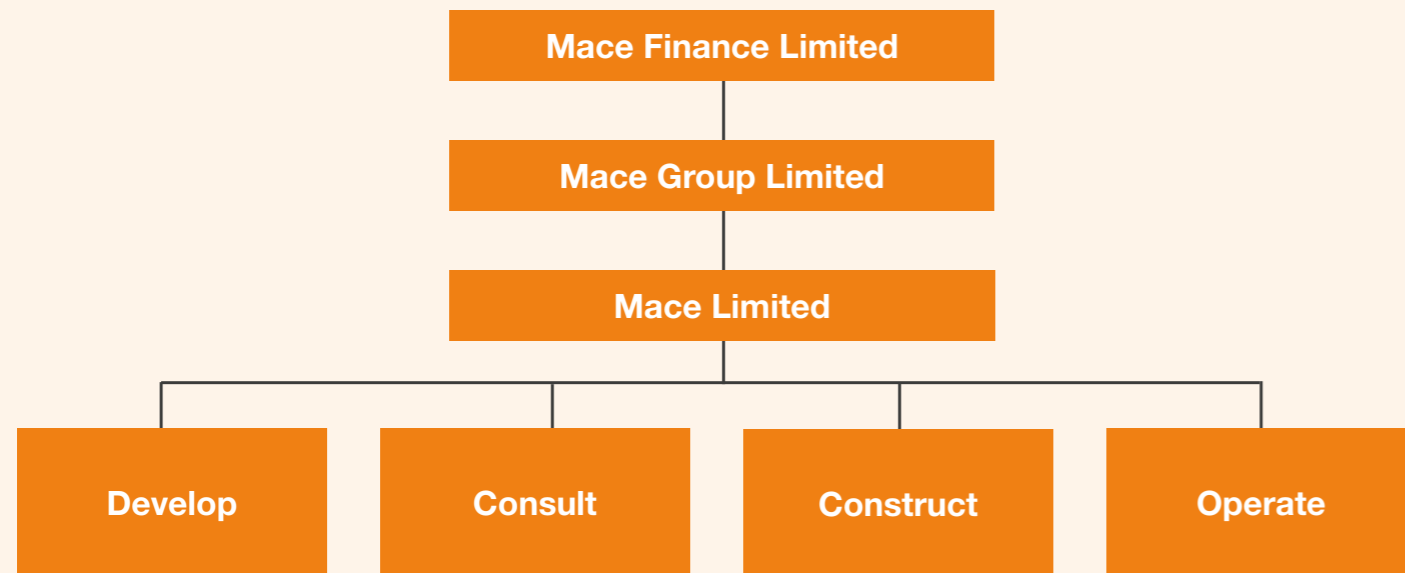 Mace Finance Limited
Mace Group Limited
Mace Limited
Develop
Consult
Construct
Operate